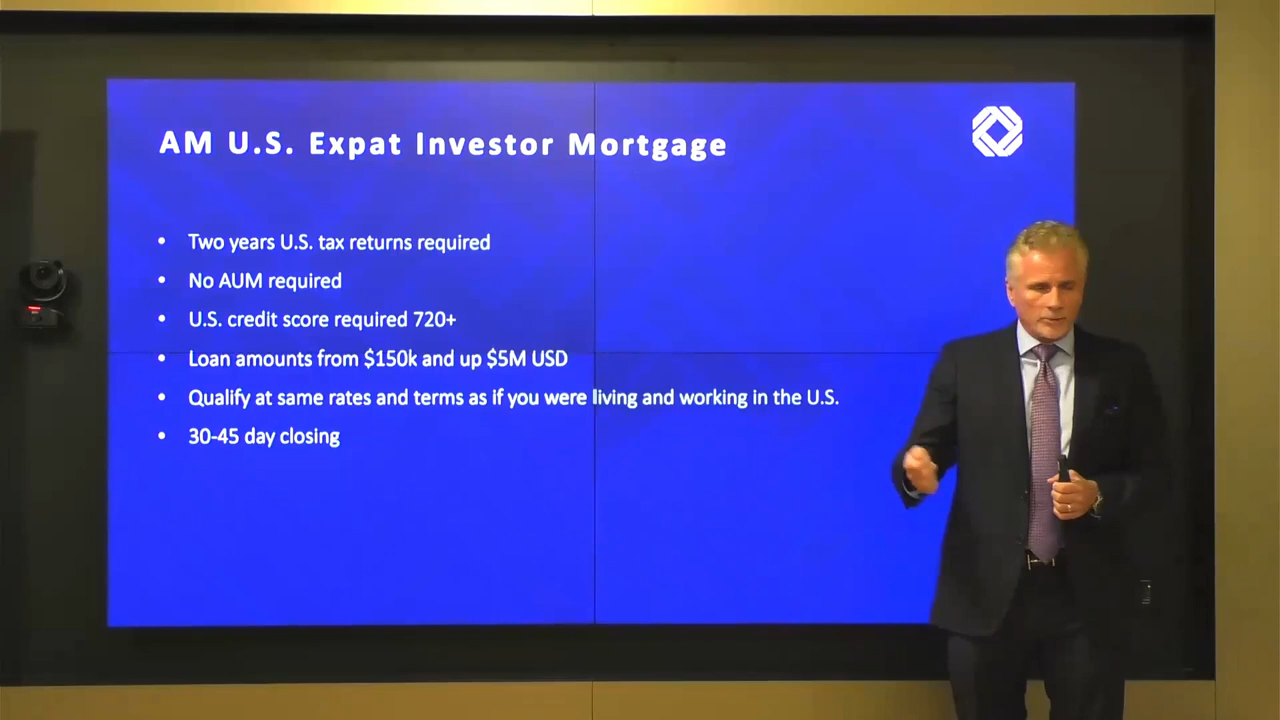 AM U.S. Expat Investor Mortgage
• Two years U.S. tax returns required
• No AUM required
• U.S. credit score required 720+
• Loan amounts from $150k and up $5M USD
• Qualify at same rates and terms as if you were living and working in the U.S.
• 30-45 day closing